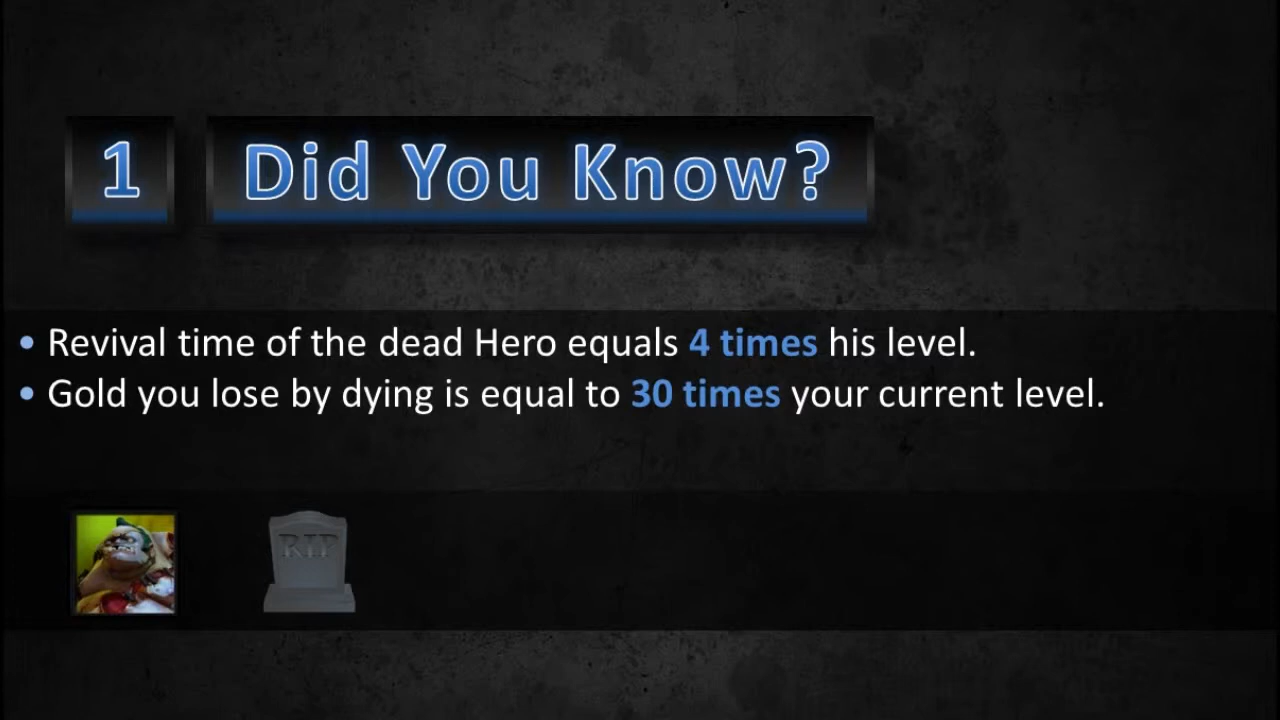 1 Did You Know?
• Revival time of the dead Hero equals 4 times his level.
• Gold you lose by dying is equal to 30 times your current level.
RIP